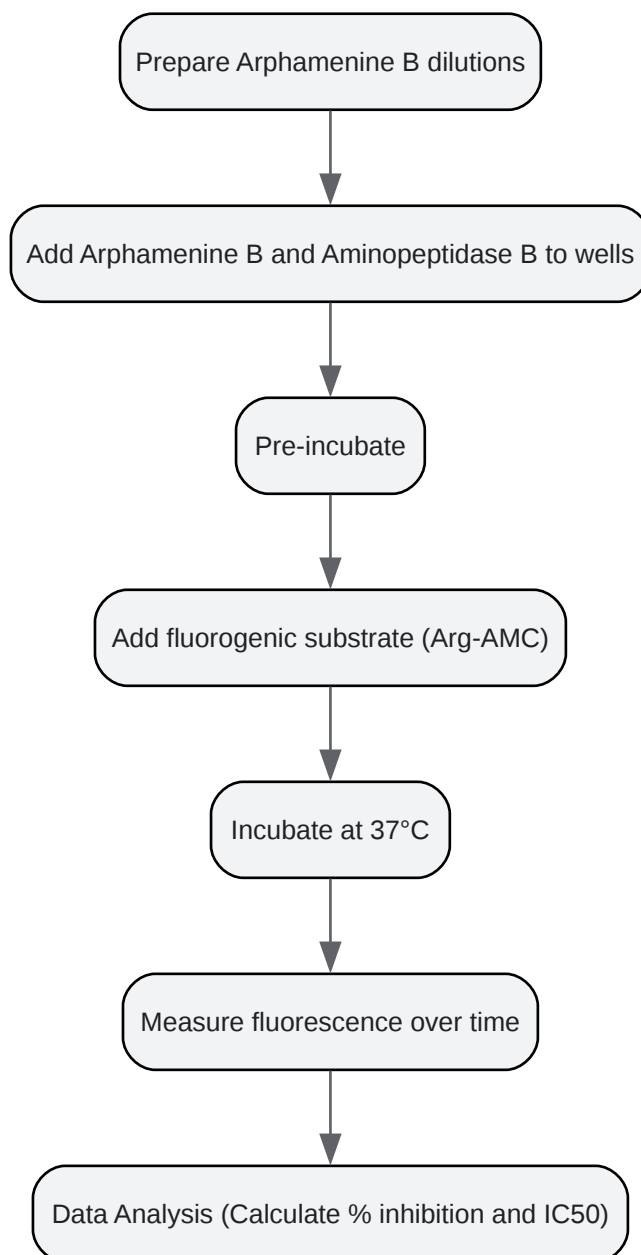 Prepare Arphamenine B dilutions
Add Arphamenine B and Aminopeptidase B to wells
Pre-incubate
Add fluorogenic substrate (Arg-AMC)
Incubate at 37°C
Measure fluorescence over time
Data Analysis (Calculate % inhibition and IC50)